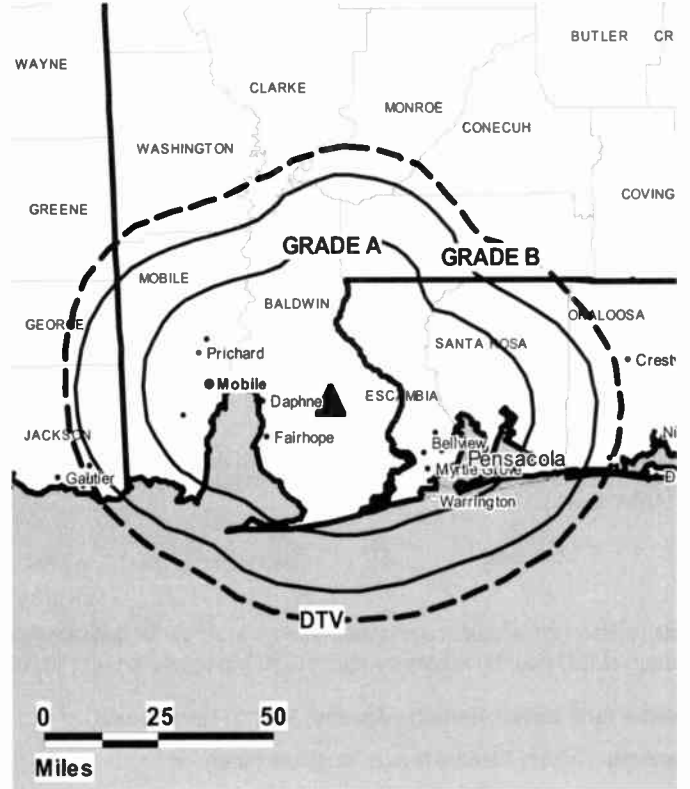 BUTLER CR
WAYNE
CLARKE
MONROE
CONECUH
WASHINGTON
COVING
GREENE
GRADE A
GRADE B
MOBILE
BALDWIN
OKALOOSA
GEORGE
SANTA ROSA
Prichard
Crest
Mobile
Daphne
ESCAMBIA
JACKSON
Fairhope
Bellview
Ni
Pensacola
Gautier
Myrtle Grove
D
Warrington
DTV
0 25 50
Miles